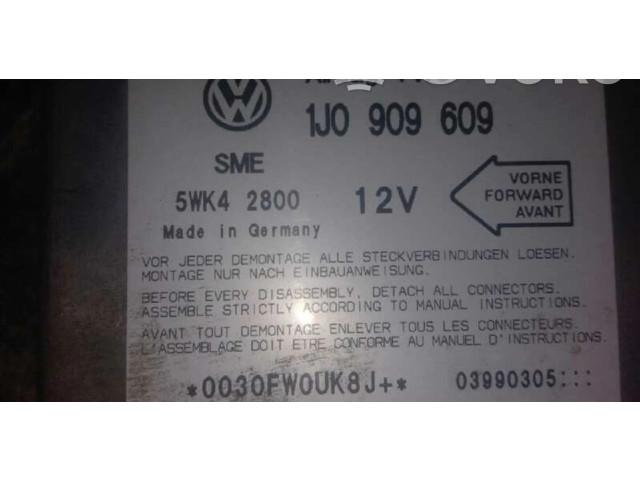 VW
1J0 909 609
SME
5WK4 2800 12V
Made in Germany
VORNE
FORWARD
AVANT
VOR JEDER DEMONTAGE ALLE STECKVERBINDUNGEN LOESEN.
MONTAGE NUR NACH EINBAUANWEISUNG.
BEFORE EVERY DISASSEMBLY, DETACH ALL CONNECTORS.
ASSEMBLE STRICTLY ACCORDING TO MANUAL INSTRUCTIONS.
AVANT TOUT DEMONTAGE ENLEVER TOUS LES CONNECTEURS.
L'ASSEMBLAGE DOIT ETRE CONFORME AU MANUEL D'INSTRUCTIONS.
*0030FW0UK8J+* 03990305:::